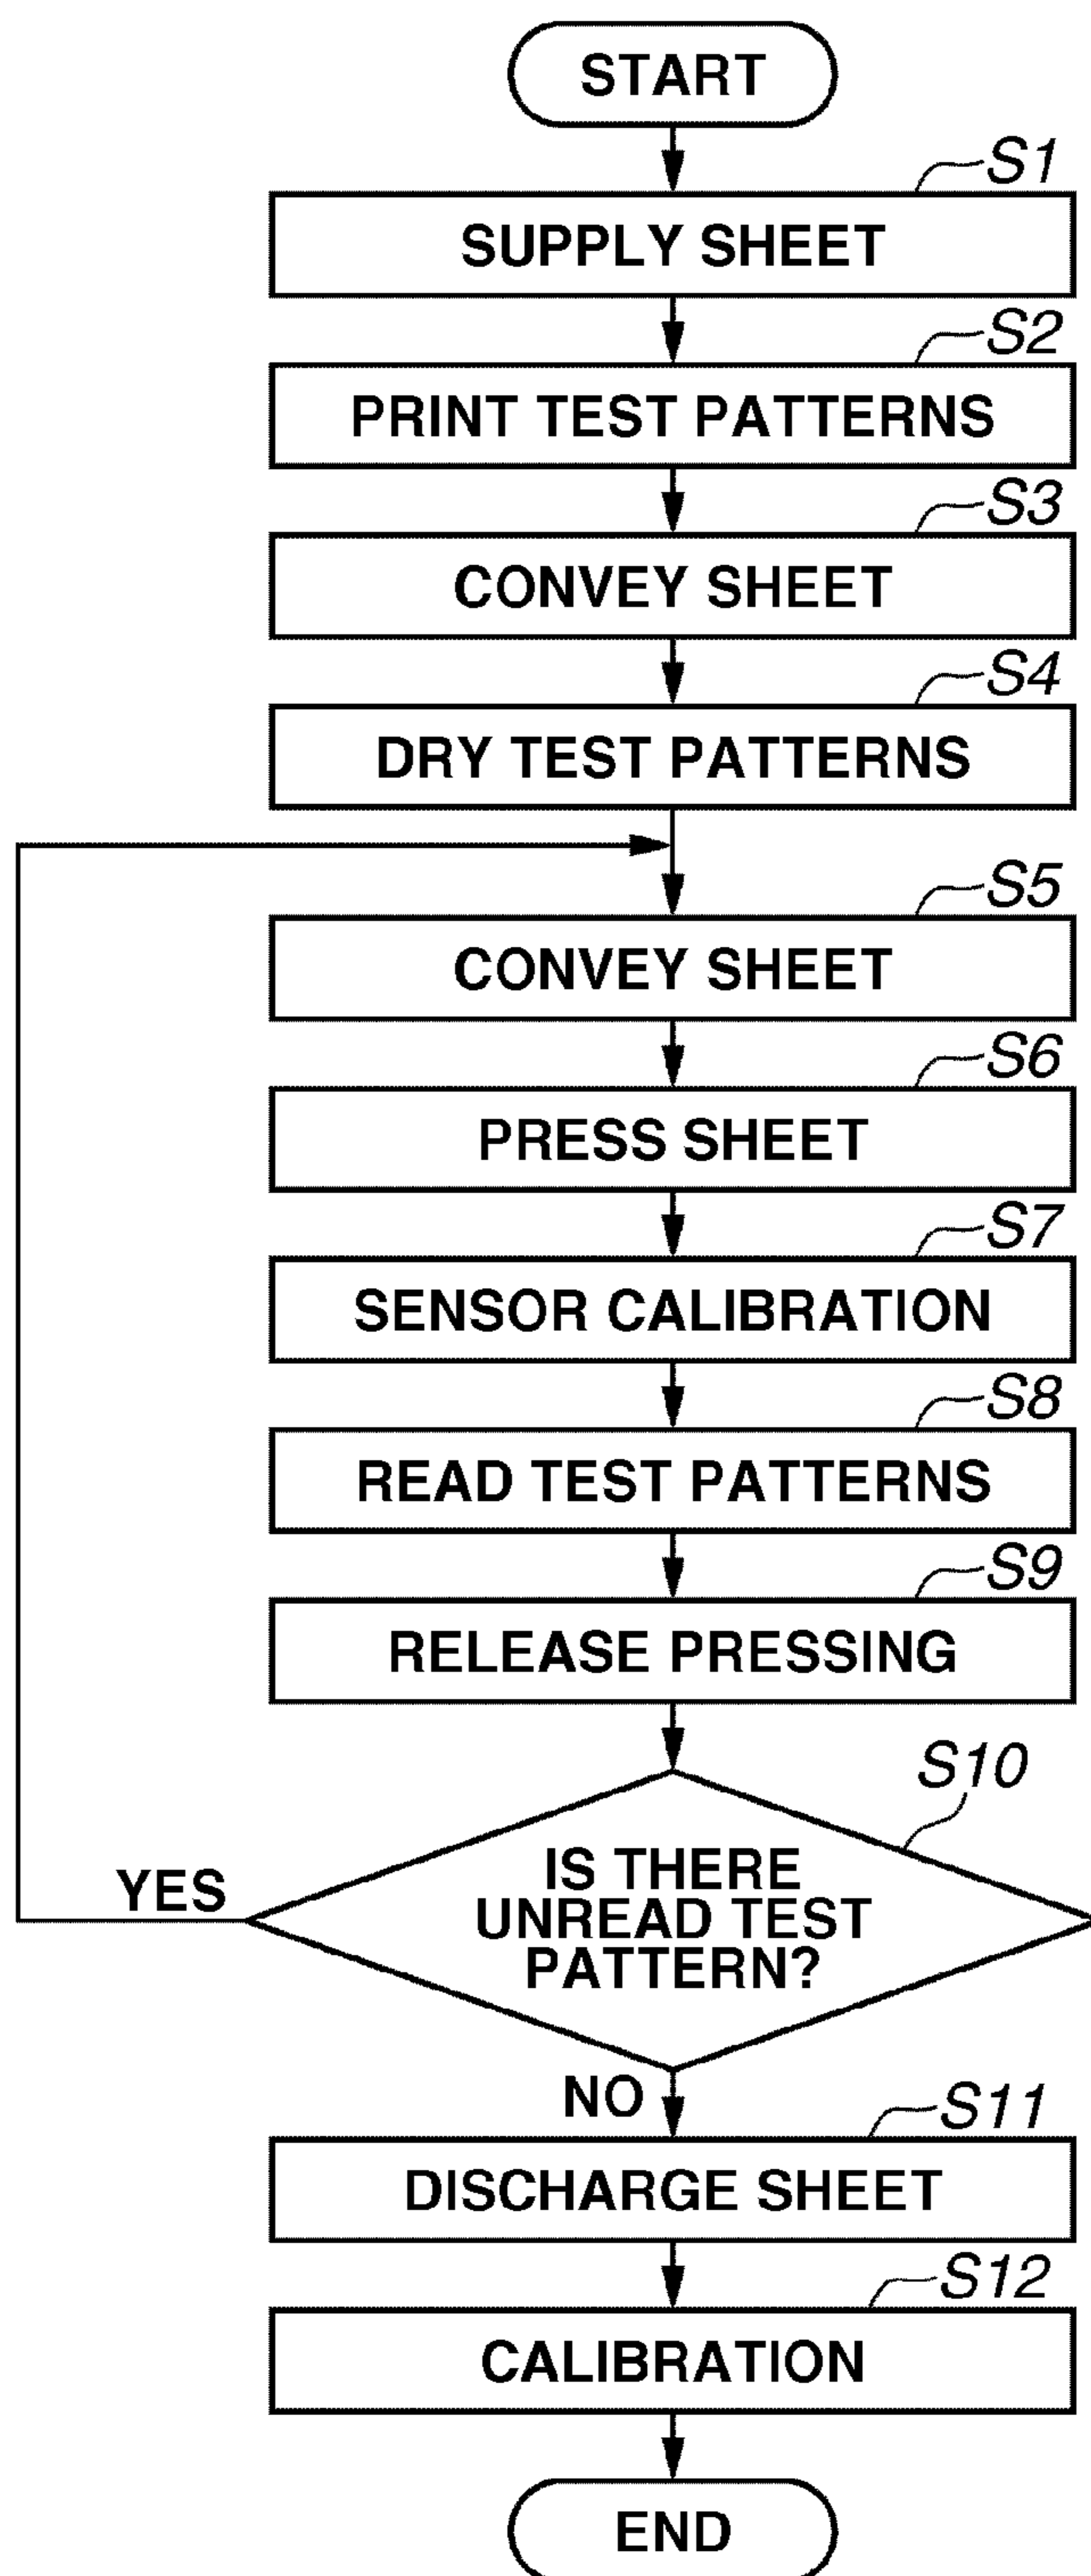 START
S1
SUPPLY SHEET
S2
PRINT TEST PATTERNS
S3
CONVEY SHEET
S4
DRY TEST PATTERNS
S5
CONVEY SHEET
S6
PRESS SHEET
S7
SENSOR CALIBRATION
S8
READ TEST PATTERNS
S9
RELEASE PRESSING
S10
IS THERE
UNREAD TEST
PATTERN?
YES
NO
S11
DISCHARGE SHEET
S12
CALIBRATION
END